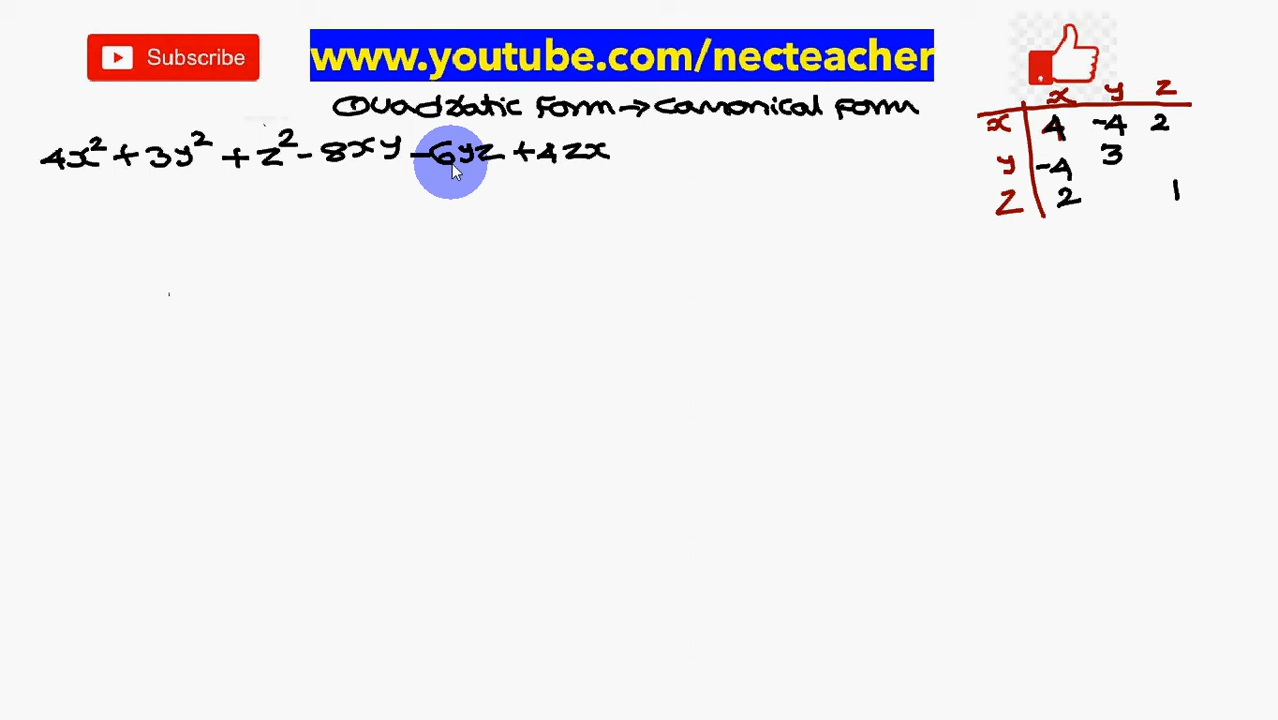 Subscribe
www.youtube.com/necteacher
Quadratic Form → canonical form
4x² + 3y² + z² - 8xy - 6yz + 4zx
x y z
x 4 -4 2
y -4 3
z 2 1